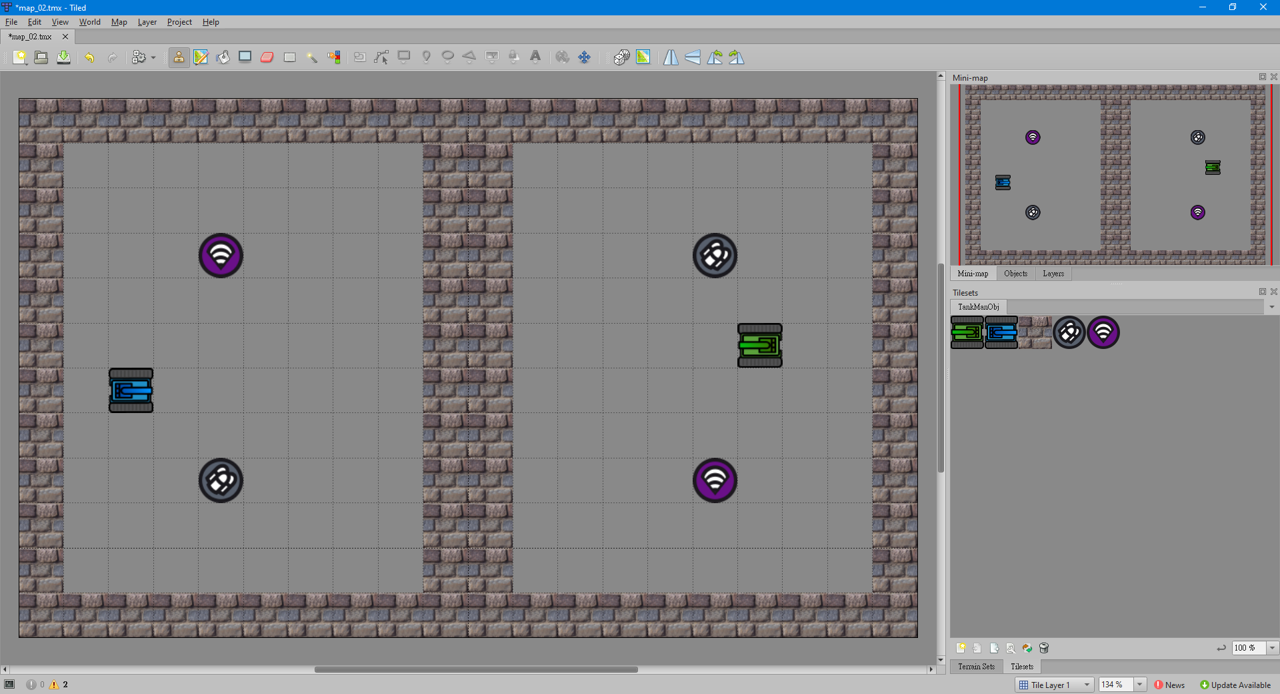 *map_02.tmx - Tiled
File Edit View World Map Layer Project Help
*map_02.tmx
Mini-map
Mini-map Objects Layers
Tilesets
TankManObj
100 %
Terrain Sets Tilesets
0 2 Tile Layer 1 134 % News Update Available